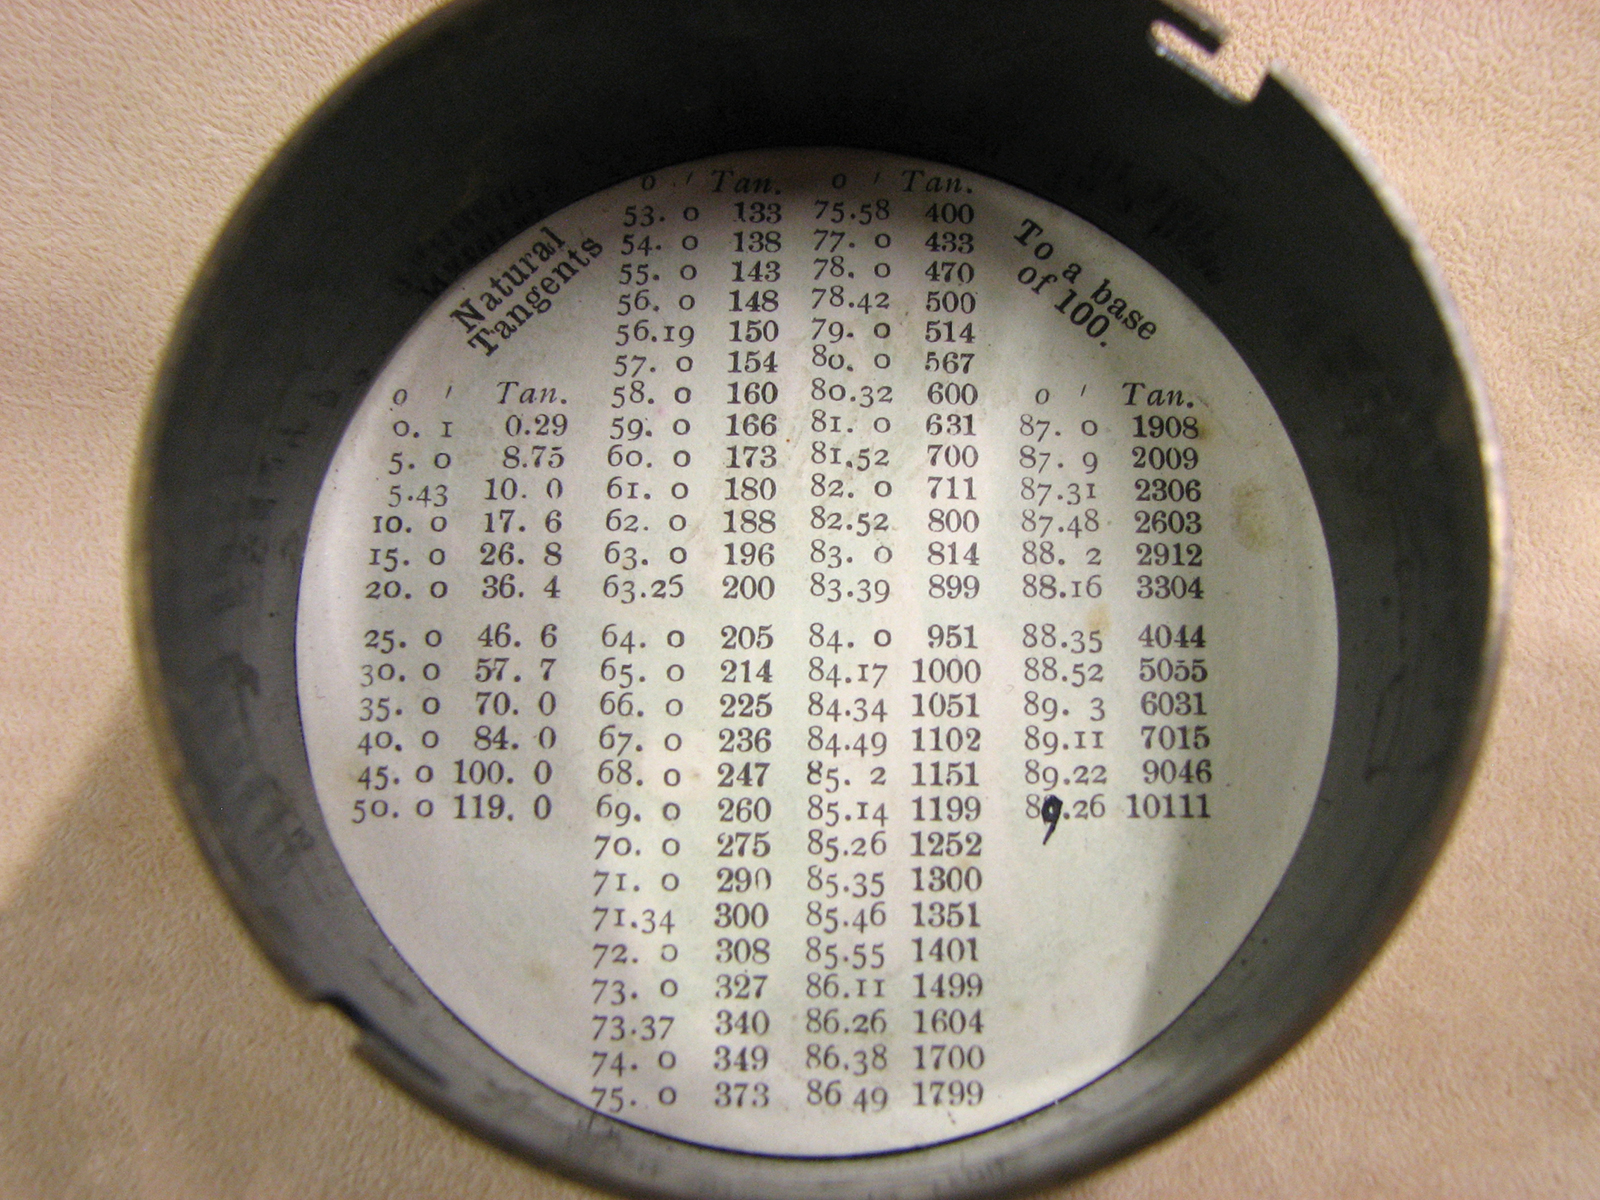 Natural
Tangents
To a base
of 100.
o ' Tan.
0. 1 0.29
5. 0 8.75
5.43 10. 0
10. 0 17. 6
15. 0 26. 8
20. 0 36. 4
25. 0 46. 6
30. 0 57. 7
35. 0 70. 0
40. 0 84. 0
45. 0 100. 0
50. 0 119. 0
o ' Tan.
53. 0 133
54. 0 138
55. 0 143
56. 0 148
56.19 150
57. 0 154
58. 0 160
59. 0 166
60. 0 173
61. 0 180
62. 0 188
63. 0 196
63.25 200
64. 0 205
65. 0 214
66. 0 225
67. 0 236
68. 0 247
69. 0 260
70. 0 275
71. 0 290
71.34 300
72. 0 308
73. 0 327
73.37 340
74. 0 349
75. 0 373
o ' Tan.
75.58 400
77. 0 433
78. 0 470
78.42 500
79. 0 514
80. 0 567
80.32 600
81. 0 631
81.52 700
82. 0 711
82.52 800
83. 0 814
83.39 899
84. 0 951
84.17 1000
84.34 1051
84.49 1102
85. 2 1151
85.14 1199
85.26 1252
85.35 1300
85.46 1351
85.55 1401
86.11 1499
86.26 1604
86.38 1700
86 49 1799
o ' Tan.
87. 0 1908
87. 9 2009
87.31 2306
87.48 2603
88. 2 2912
88.16 3304
88.35 4044
88.52 5055
89. 3 6031
89.11 7015
89.22 9046
89.26 10111